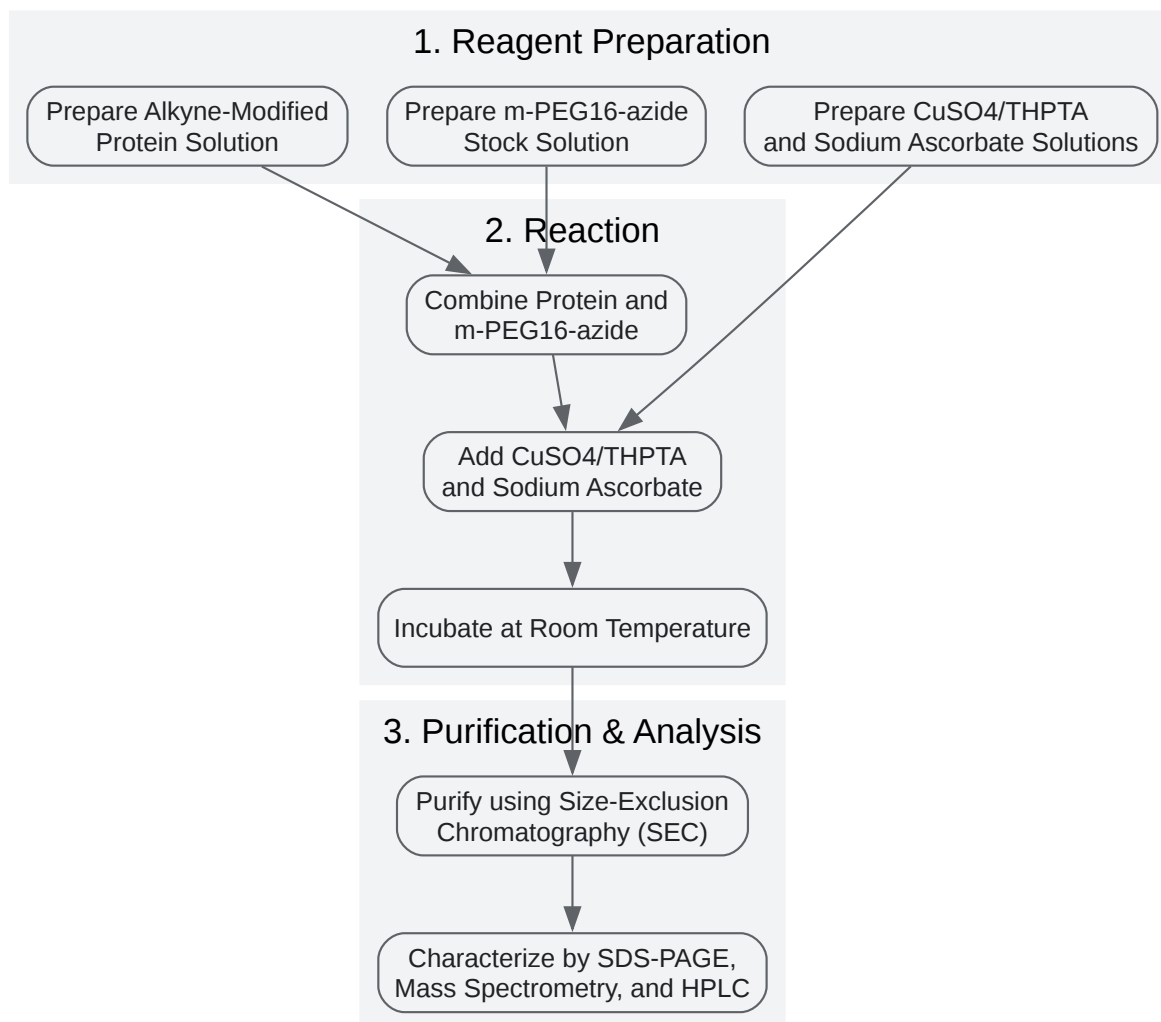 1. Reagent Preparation
Prepare Alkyne-Modified
Protein Solution
Prepare m-PEG16-azide
Stock Solution
Prepare CuSO4/THPTA
and Sodium Ascorbate Solutions
2. Reaction
Combine Protein and
m-PEG16-azide
Add CuSO4/THPTA
and Sodium Ascorbate
Incubate at Room Temperature
3. Purification & Analysis
Purify using Size-Exclusion
Chromatography (SEC)
Characterize by SDS-PAGE,
Mass Spectrometry, and HPLC